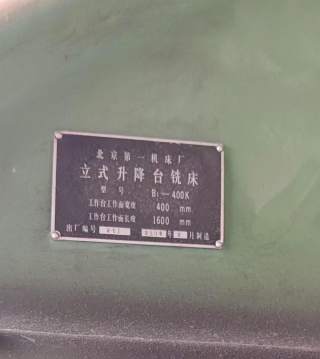 北京第一机床厂
立式升降台铣床
型号 B₁—400K
工作台工作面宽度 400 mm
工作台工作面长度 1600 mm
出厂编号 年 月制造